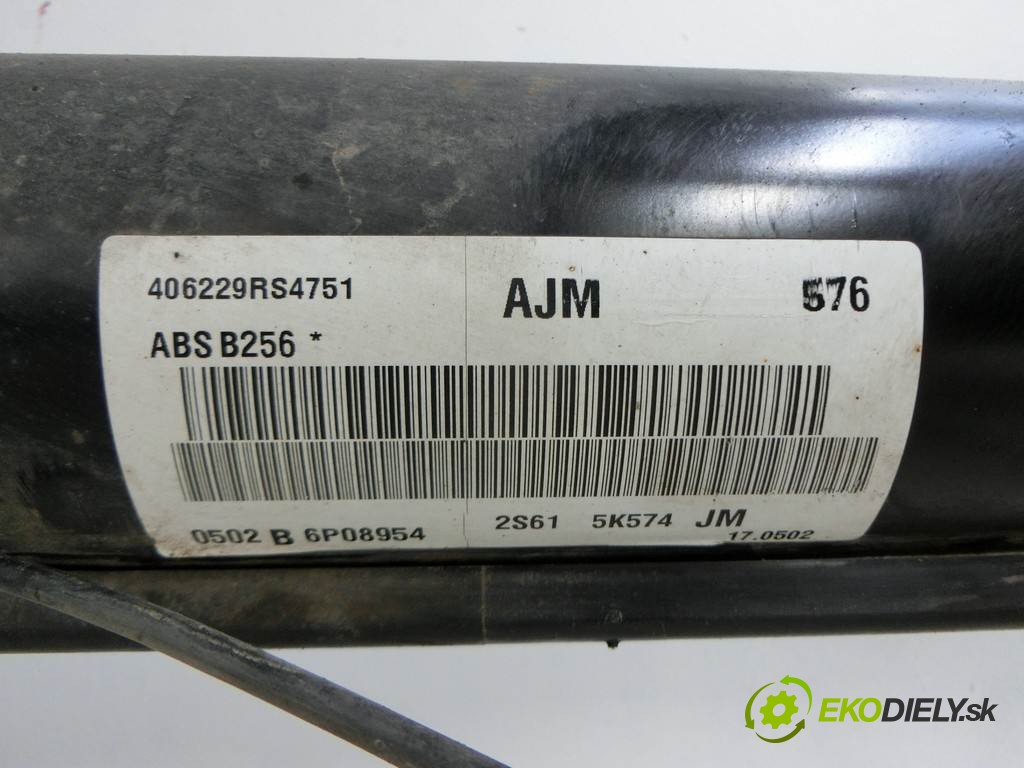 406229RS4751 AJM 576
ABS B256 *
0502 B 6P08954 2S61 5K574 JM
17.0502
EKODIELY.sk